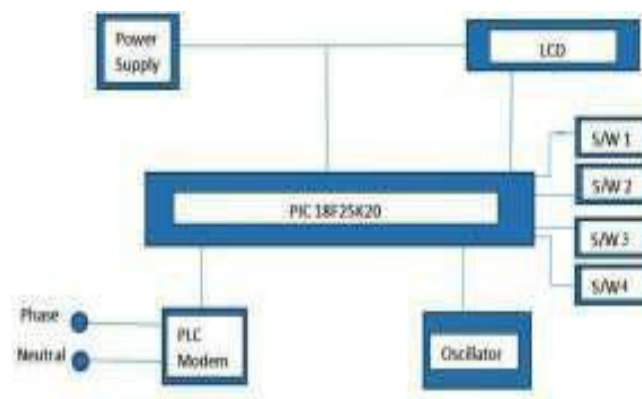 Power
Supply
LCD
S/W 1
S/W 2
PIC 18F25K20
S/W 3
S/W4
Phase
PLC
Modem
Neutral
Oscillator